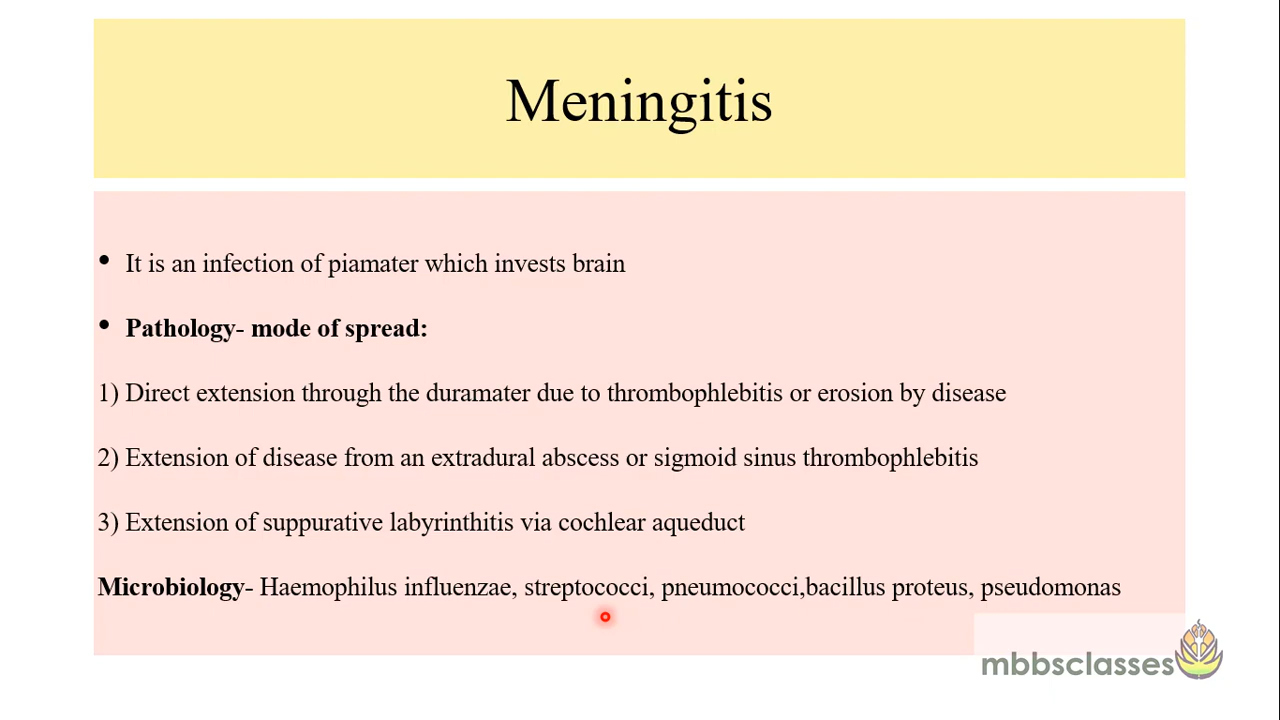 Meningitis
• It is an infection of piamater which invests brain
• Pathology- mode of spread:
1) Direct extension through the duramater due to thrombophlebitis or erosion by disease
2) Extension of disease from an extradural abscess or sigmoid sinus thrombophlebitis
3) Extension of suppurative labyrinthitis via cochlear aqueduct
Microbiology- Haemophilus influenzae, streptococci, pneumococci,bacillus proteus, pseudomonas
mbbsclasses